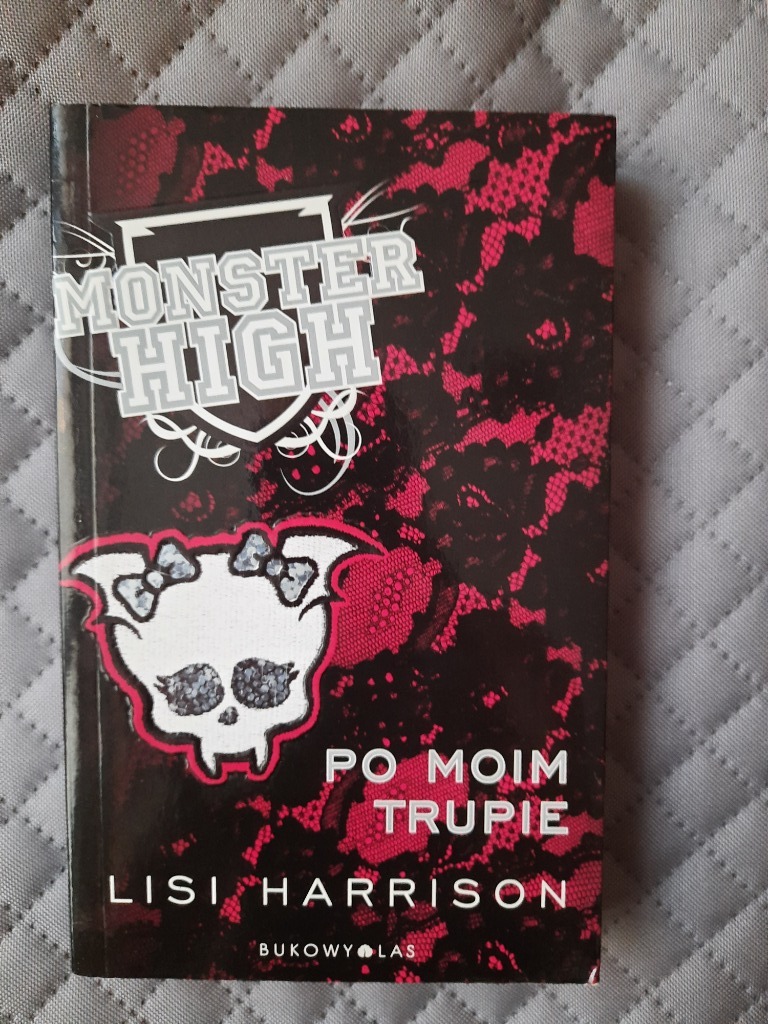 MONSTER
HIGH
PO MOIM
TRUPIE
LISI HARRISON
BUKOWY LAS